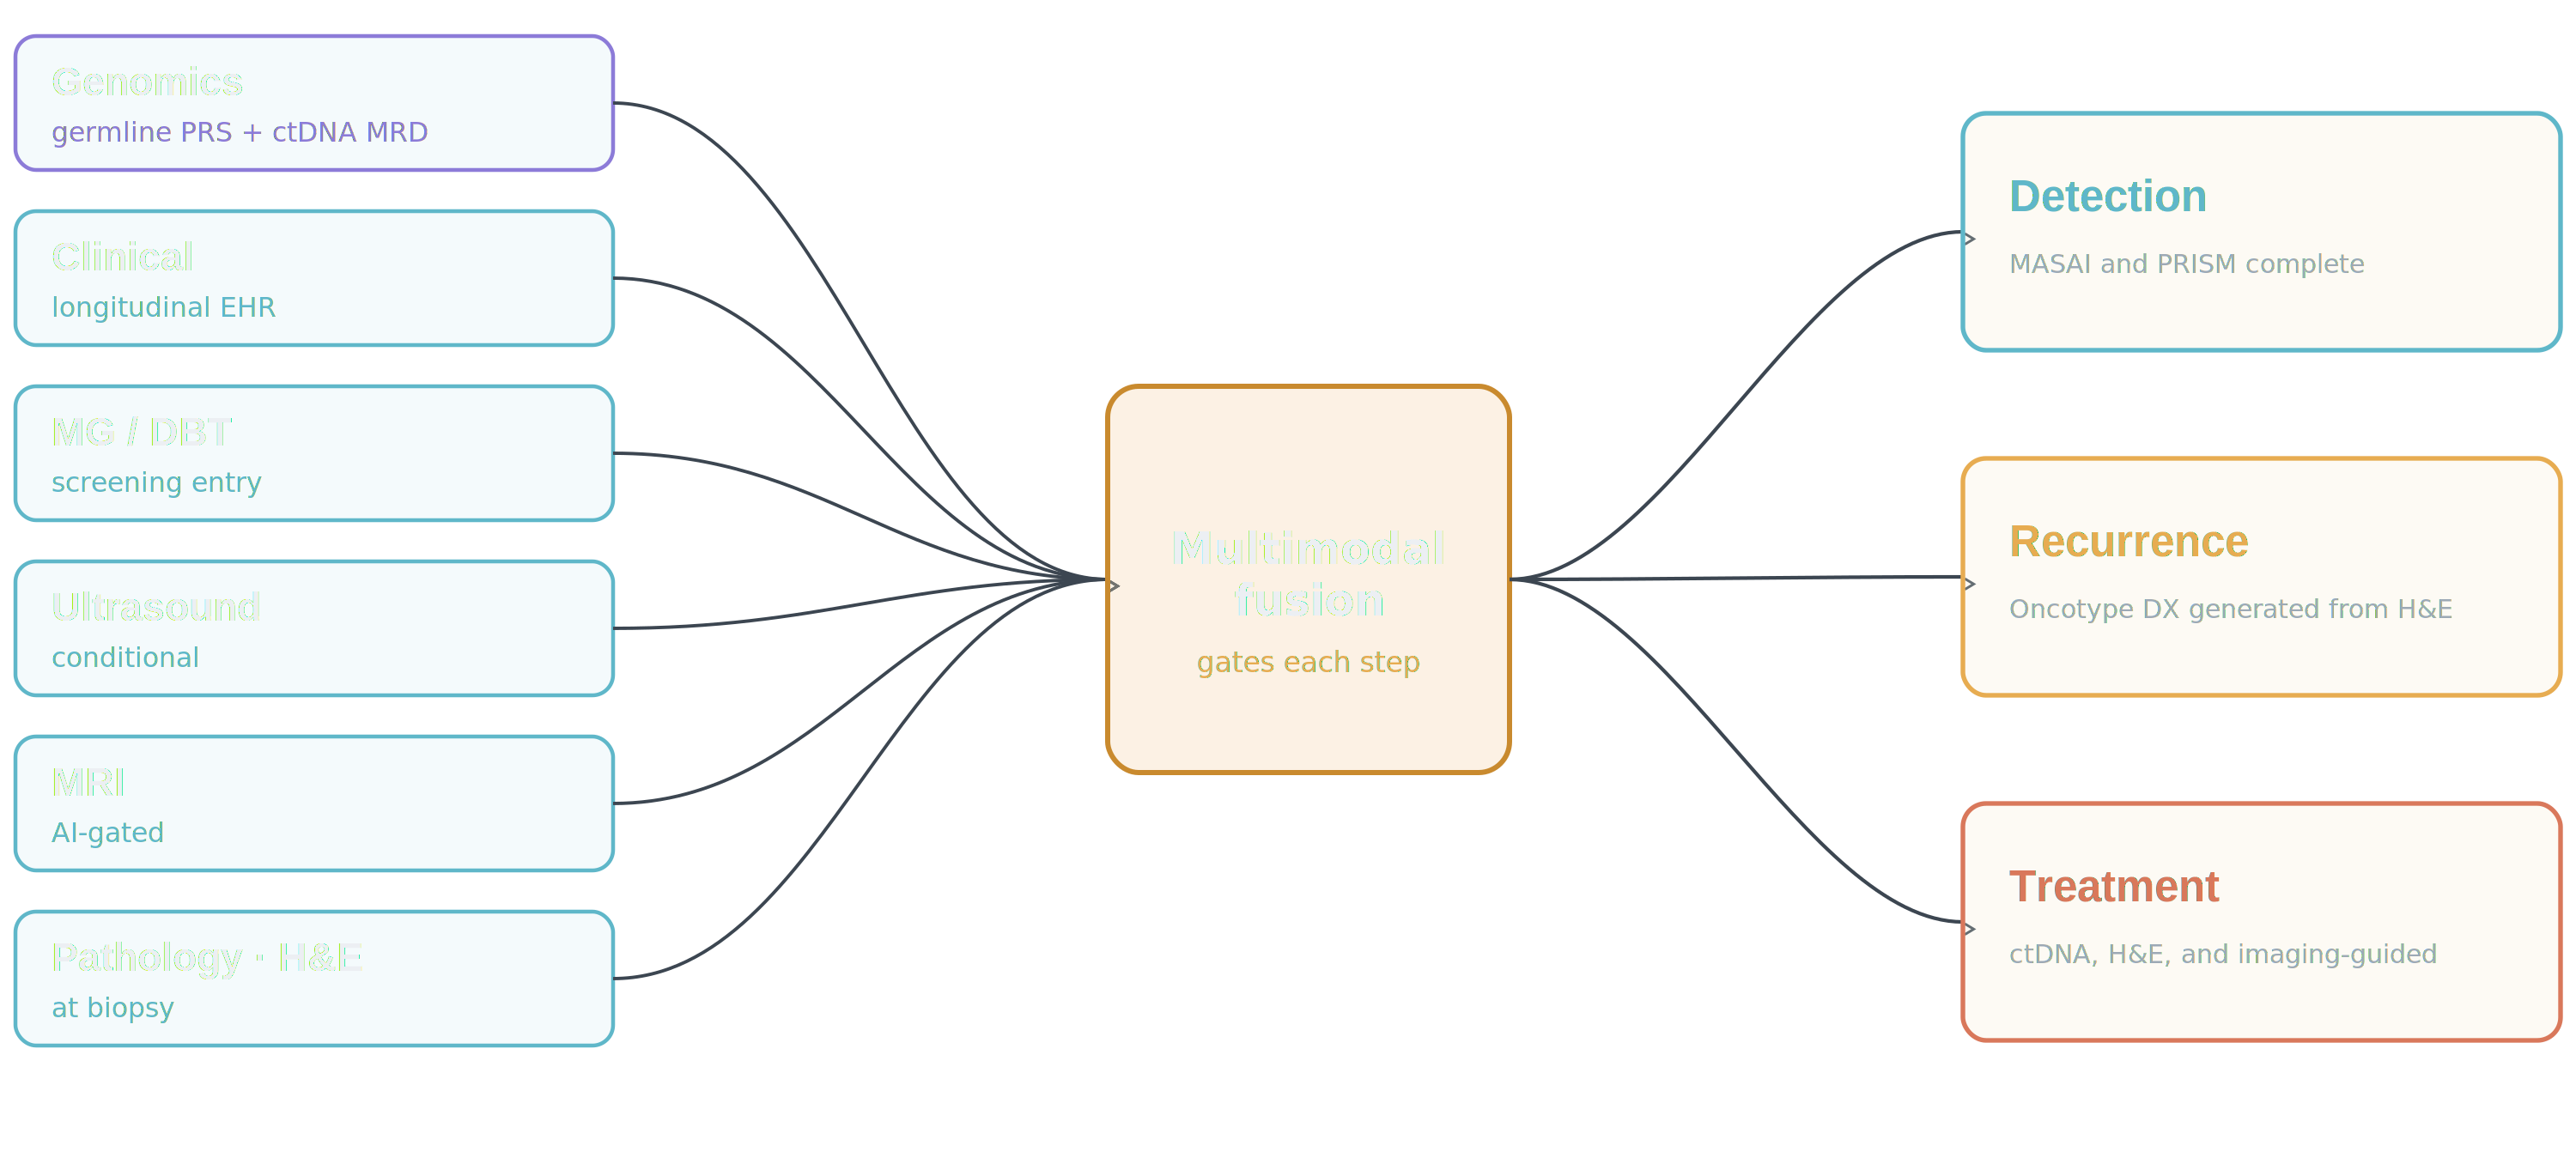 Genomics
germline PRS + ctDNA MRD
Clinical
longitudinal EHR
MG / DBT
screening entry
Ultrasound
conditional
MRI
AI-gated
Pathology · H&E
at biopsy
Multimodal
fusion
gates each step
Detection
MASAI and PRISM complete
Recurrence
Oncotype DX generated from H&E
Treatment
ctDNA, H&E, and imaging-guided